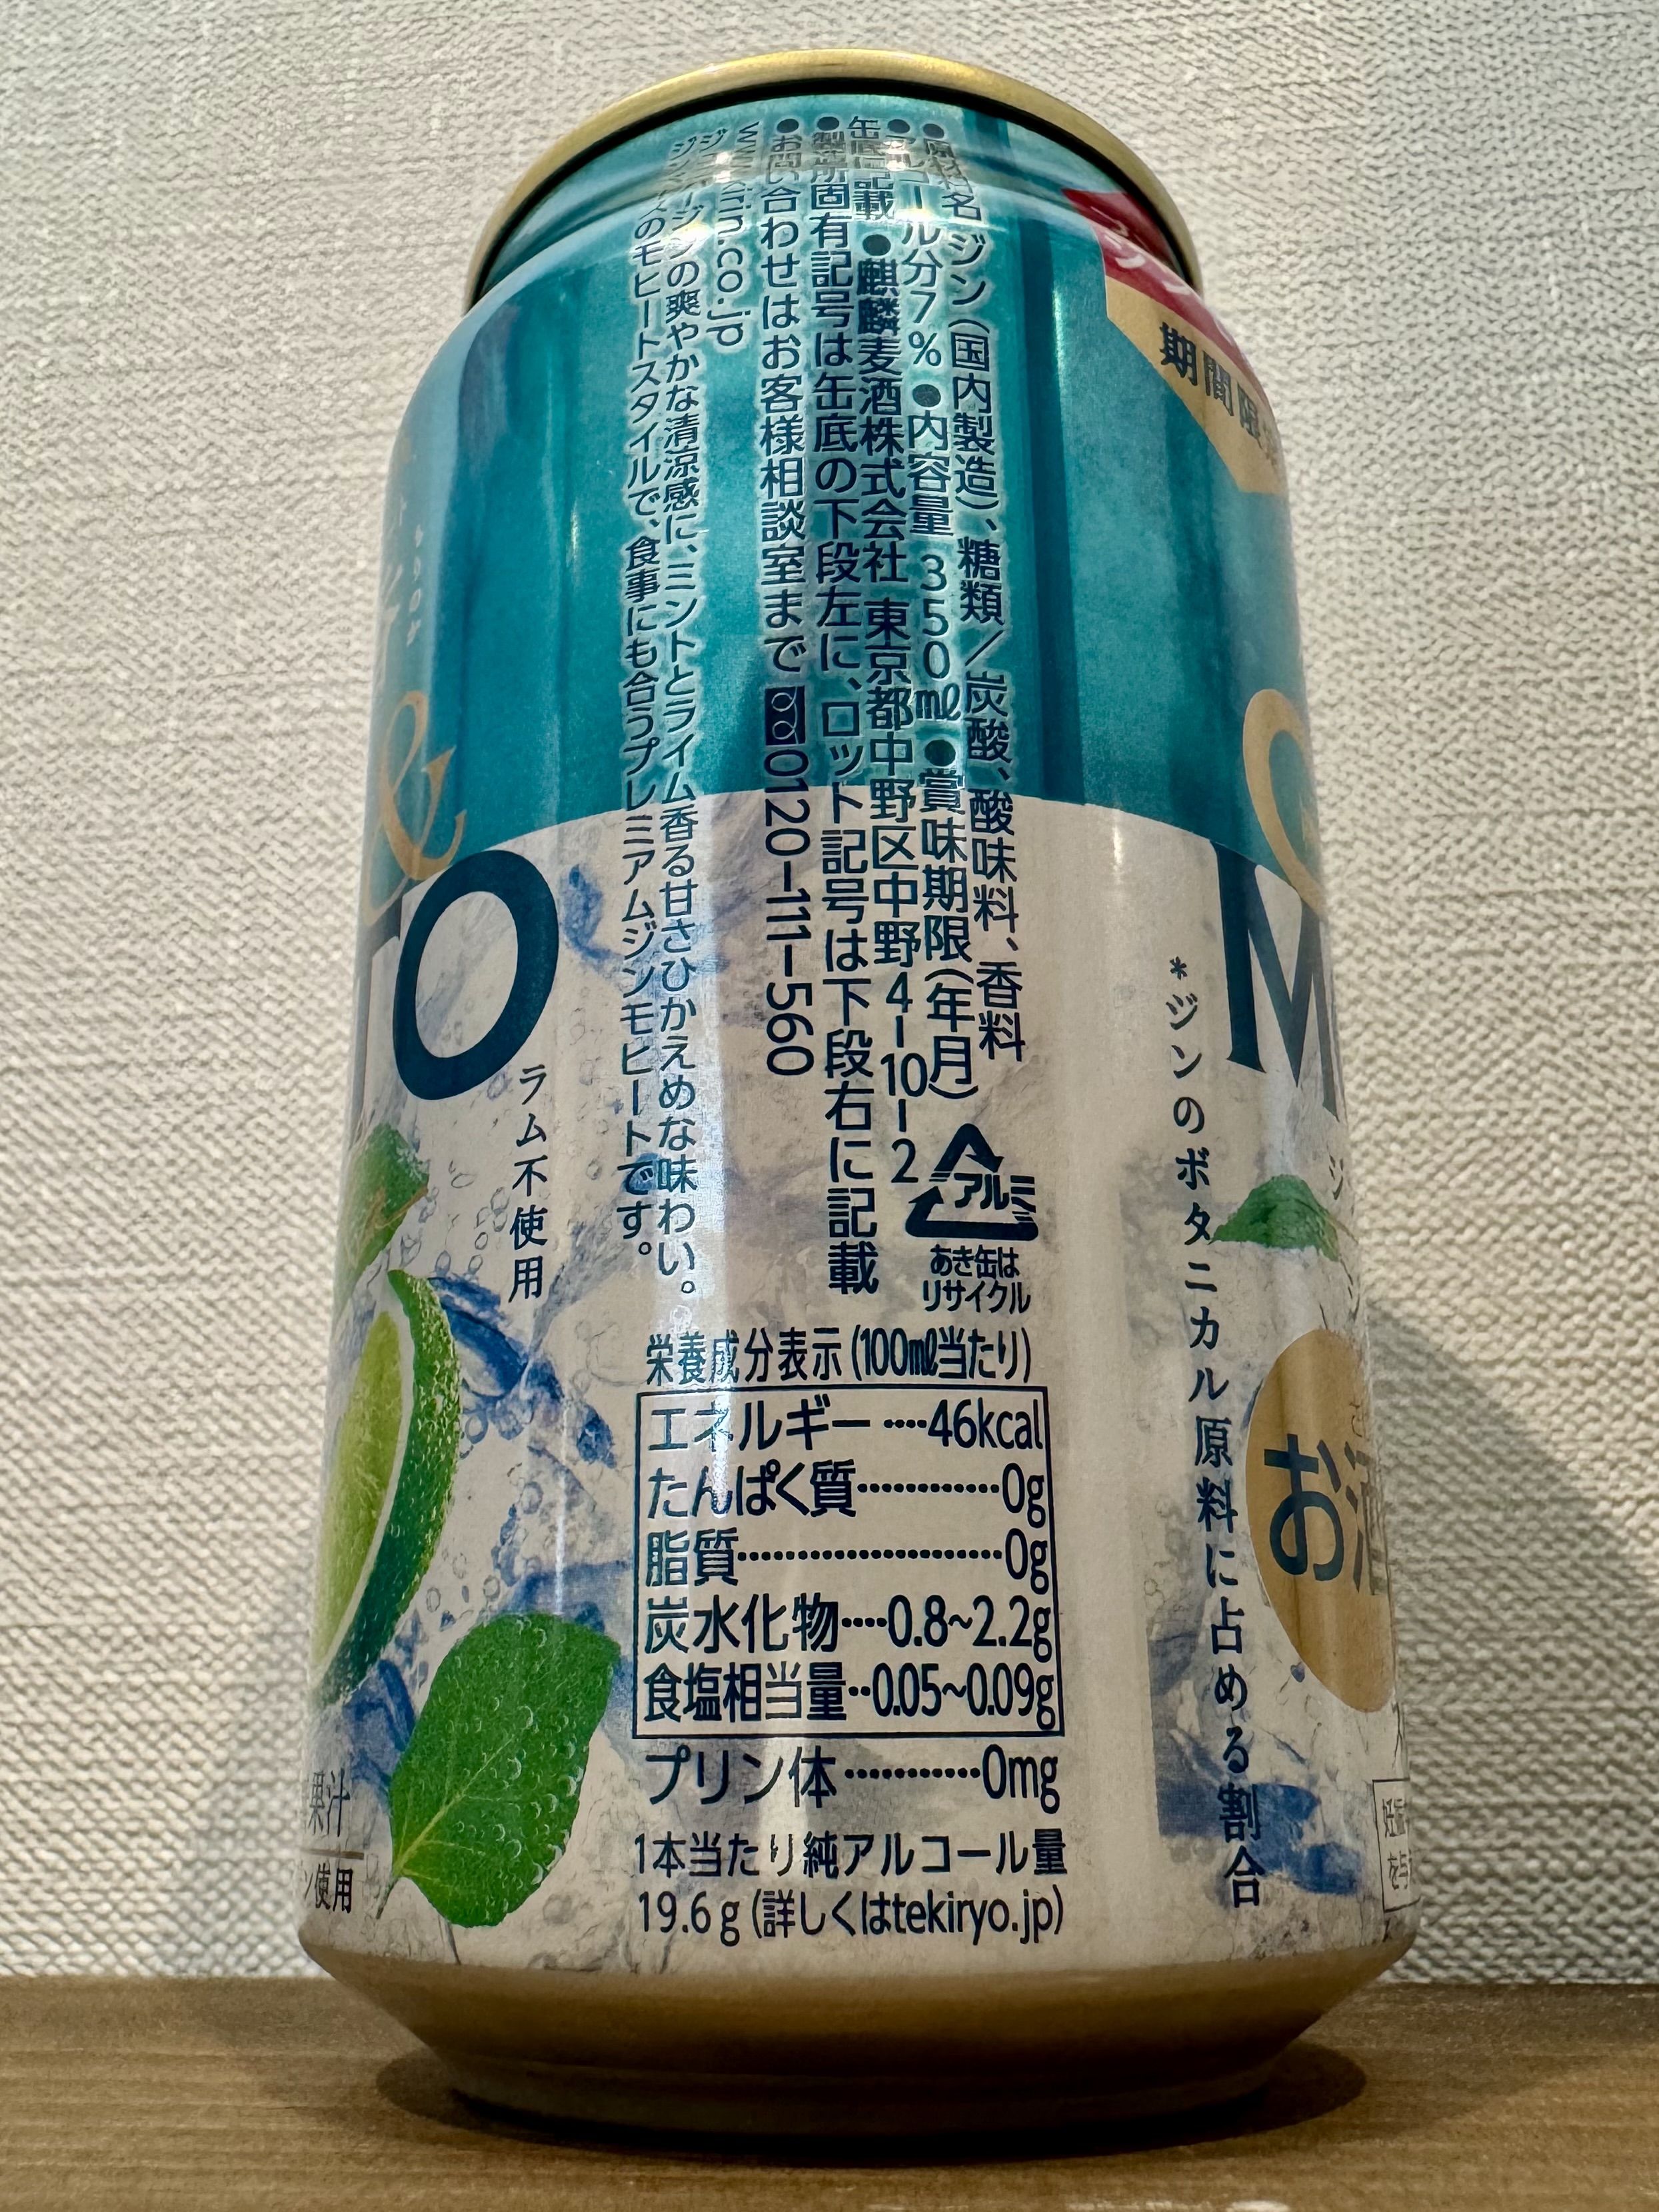 ●原材料名 ジン(国内製造)、糖類/炭酸、酸味料、香料
●アルコール分7% ●内容量 350ml ●賞味期限(年月)
缶底に記載 ●麒麟麦酒株式会社 東京都中野区中野4-10-2
●製造所固有記号は缶底の下段左に、ロット記号は下段右に記載
●お問い合わせはお客様相談室まで 0120-111-560
の爽やかな清涼感に、ミントとライム香る甘さひかえめな味わい。
のモヒートスタイルで、食事にも合うプレミアムジンモヒートです。
アルミ
あき缶は
リサイクル
栄養成分表示(100ml当たり)
エネルギー····46kcal
たんぱく質············0g
脂質······················0g
炭水化物····0.8~2.2g
食塩相当量··0.05~0.09g
プリン体············0mg
1本当たり純アルコール量
19.6g(詳しくはtekiryo.jp)
&
TO
ラム不使用
果汁
使用
期間限
M
*ジンのボタニカル原料に占める割合
お酒